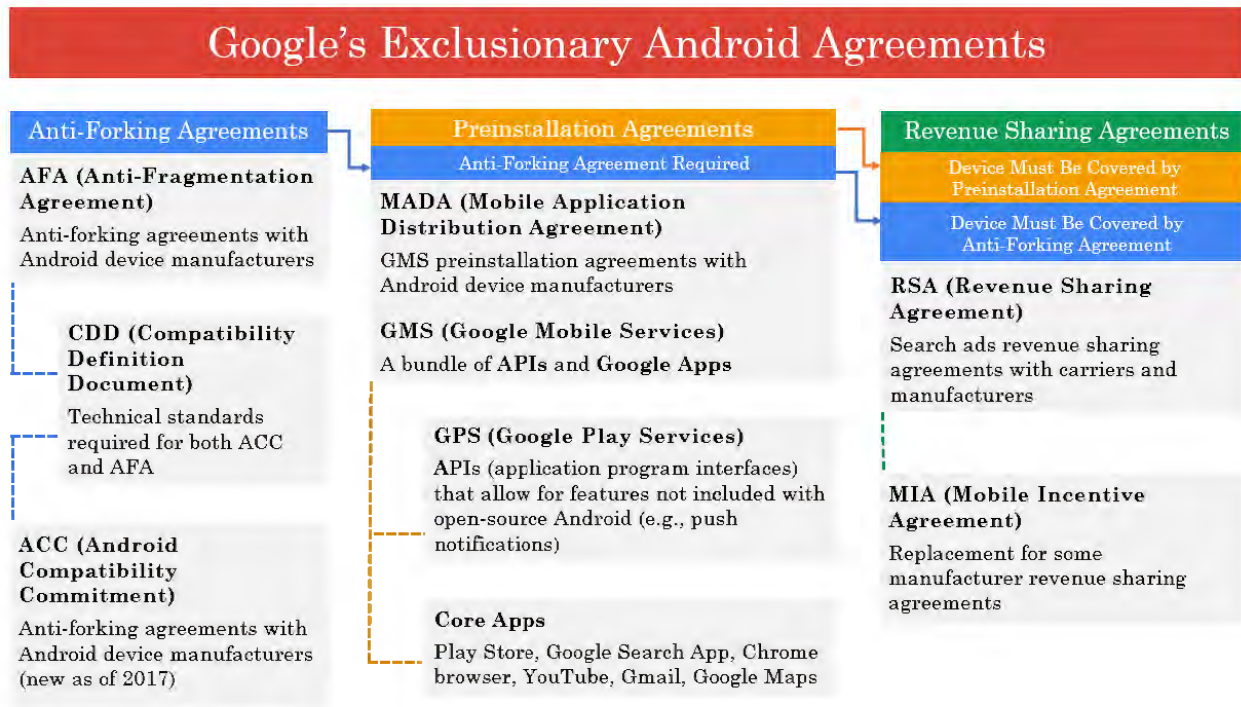 Google's Exclusionary Android Agreements
Anti-Forking Agreements
AFA (Anti-Fragmentation
Agreement)
Anti-forking agreements with
Android device manufacturers
CDD (Compatibility
Definition
Document)
Technical standards
required for both ACC
and AFA
ACC (Android
Compatibility
Commitment)
Anti-forking agreements with
Android device manufacturers
(new as of 2017)
Preinstallation Agreements
Anti-Forking Agreement Required
MADA (Mobile Application
Distribution Agreement)
GMS preinstallation agreements with
Android device manufacturers
GMS (Google Mobile Services)
A bundle of APIs and Google Apps
GPS (Google Play Services)
APIs (application program interfaces)
that allow for features not included with
open-source Android (e.g., push
notifications)
Core Apps
Play Store, Google Search App, Chrome
browser, YouTube, Gmail, Google Maps
Revenue Sharing Agreements
Device Must Be Covered by
Preinstallation Agreement
Device Must Be Covered by
Anti-Forking Agreement
RSA (Revenue Sharing
Agreement)
Search ads revenue sharing
agreements with carriers and
manufacturers
MIA (Mobile Incentive
Agreement)
Replacement for some
manufacturer revenue sharing
agreements